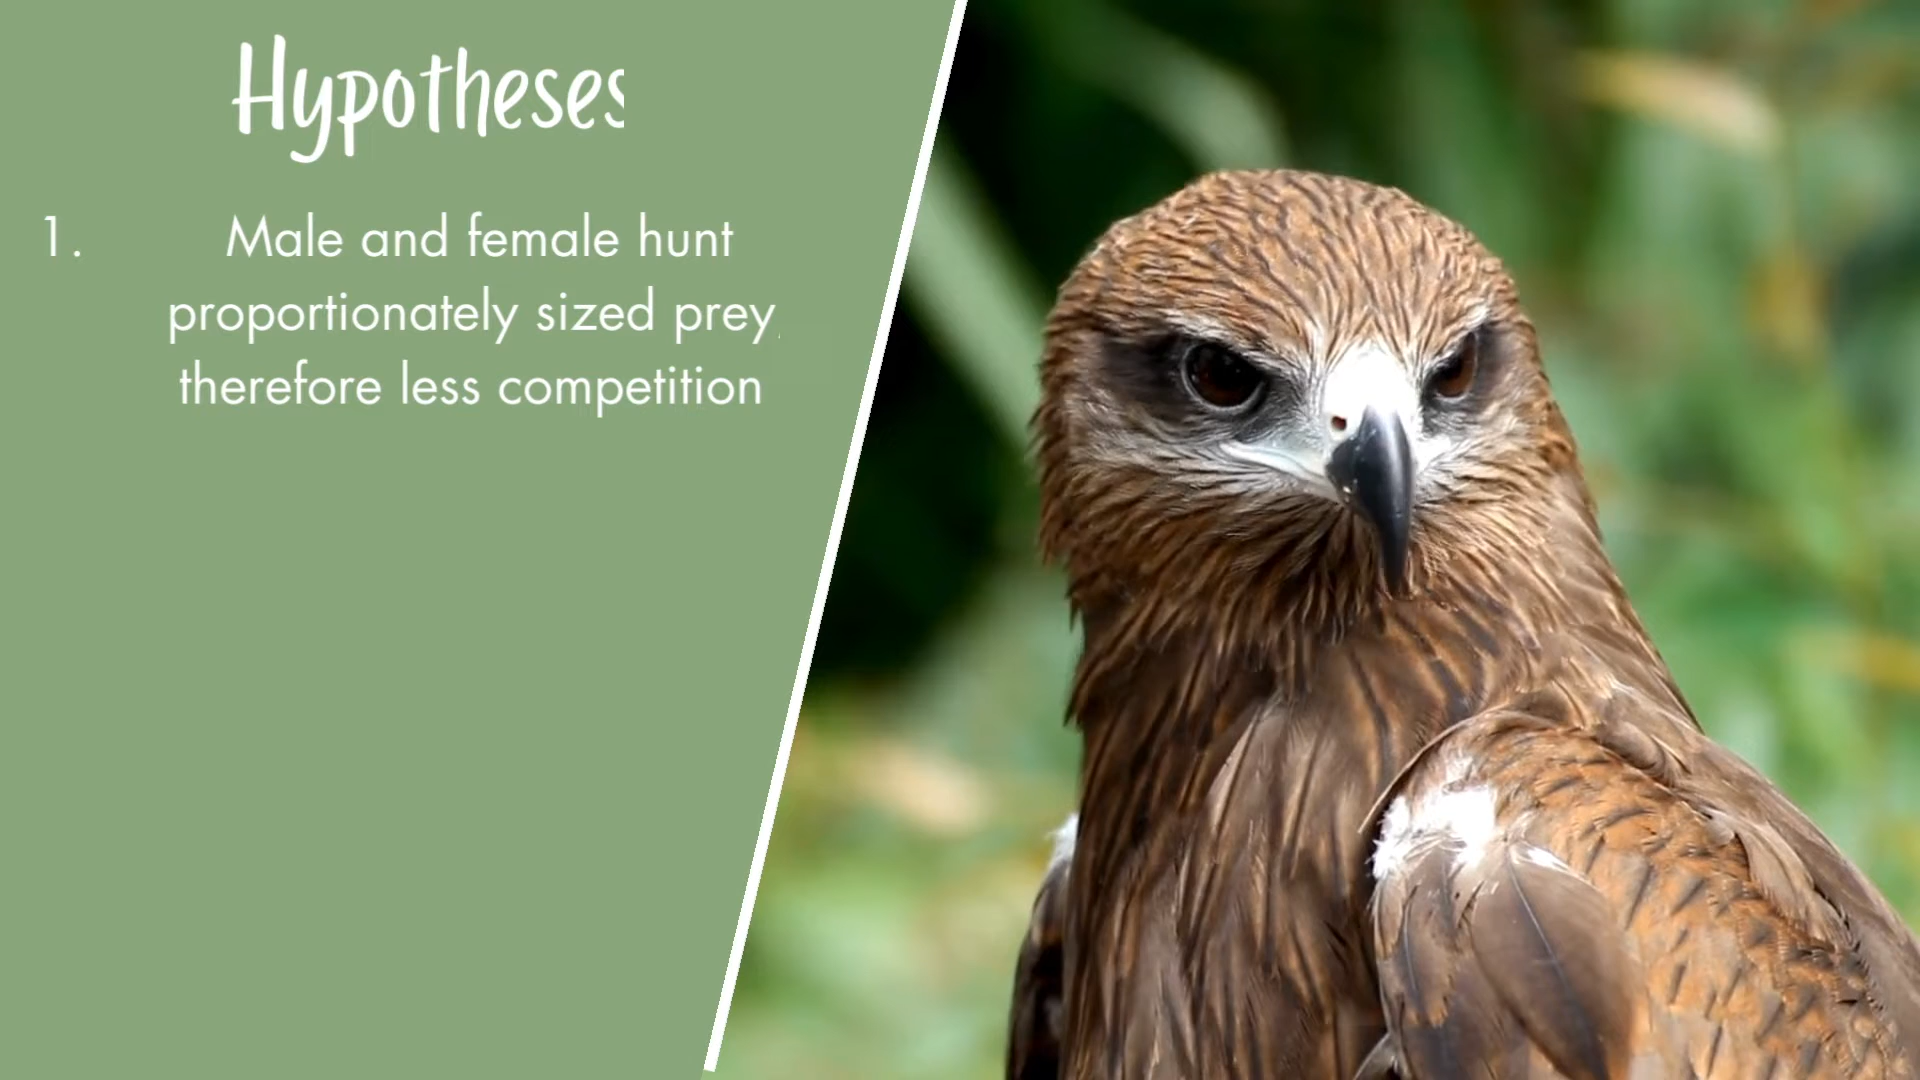 Hypotheses
1. Male and female hunt
proportionately sized prey,
therefore less competition